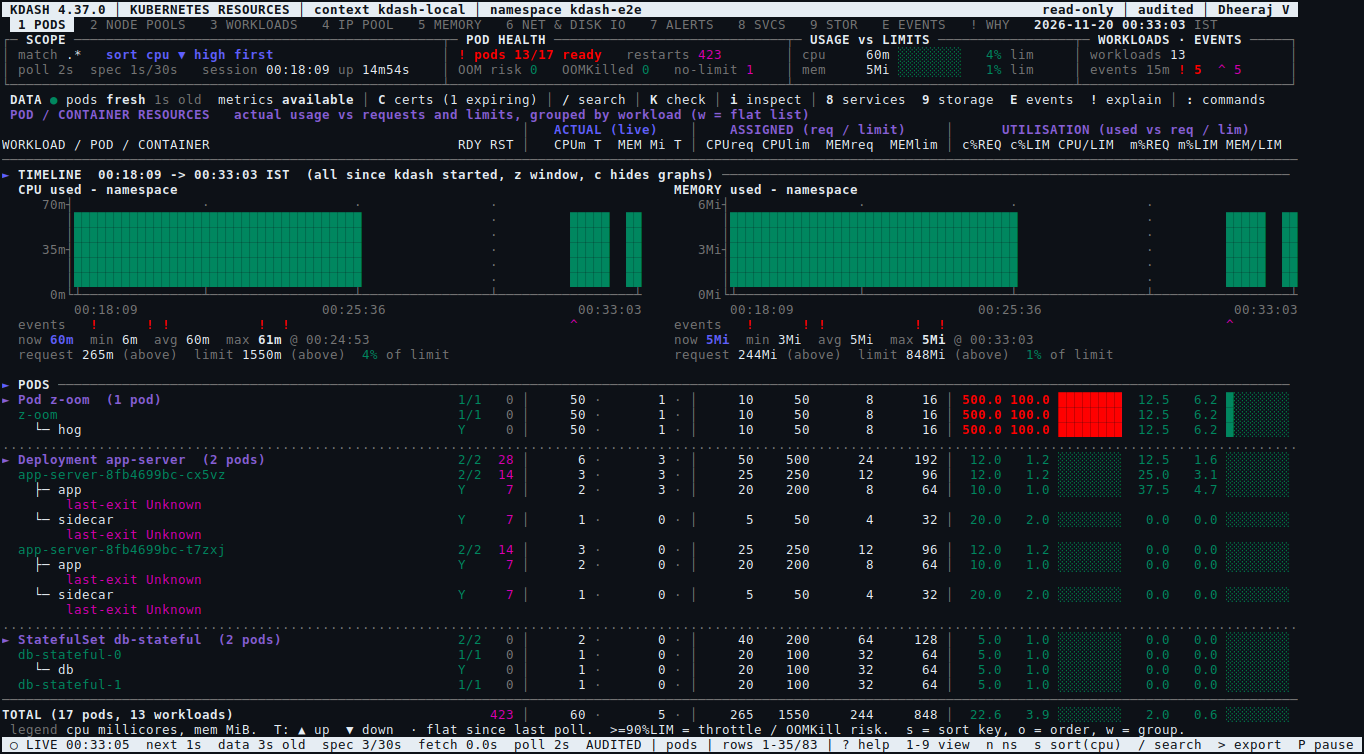 KDASH 4.37.0 │ KUBERNETES RESOURCES │ context kdash-local │ namespace kdash-e2e read-only │ audited │ Dheeraj V
1 PODS 2 NODE POOLS 3 WORKLOADS 4 IP POOL 5 MEMORY 6 NET & DISK IO 7 ALERTS 8 SVCS 9 STOR E EVENTS ! WHY 2026-11-20 00:33:03 IST
SCOPE POD HEALTH USAGE vs LIMITS WORKLOADS · EVENTS
match .* sort cpu ▼ high first │ ! pods 13/17 ready restarts 423 │ cpu 60m 4% lim │ workloads 13
poll 2s spec 1s/30s session 00:18:09 up 14m54s │ OOM risk 0 OOMKilled 0 no-limit 1 │ mem 5Mi 1% lim │ events 15m ! 5 ^ 5
DATA ● pods fresh 1s old metrics available │ C certs (1 expiring) │ / search │ K check │ i inspect │ 8 services 9 storage E events ! explain │ : commands
POD / CONTAINER RESOURCES actual usage vs requests and limits, grouped by workload (w = flat list)
│ ACTUAL (live) │ ASSIGNED (req / limit) │ UTILISATION (used vs req / lim)
WORKLOAD / POD / CONTAINER RDY RST │ CPUm T MEM Mi T │ CPUreq CPUlim MEMreq MEMlim │ c%REQ c%LIM CPU/LIM m%REQ m%LIM MEM/LIM
► TIMELINE 00:18:09 -> 00:33:03 IST (all since kdash started, z window, c hides graphs)
CPU used - namespace MEMORY used - namespace
70m 6Mi
35m 3Mi
0m 0Mi
00:18:09 00:25:36 00:33:03 00:18:09 00:25:36 00:33:03
events ! ! ! ! ! ^ events ! ! ! ! ! ^
now 60m min 6m avg 60m max 61m @ 00:24:53 now 5Mi min 3Mi avg 5Mi max 5Mi @ 00:33:03
request 265m (above) limit 1550m (above) 4% of limit request 244Mi (above) limit 848Mi (above) 1% of limit
► PODS
► Pod z-oom (1 pod) 1/1 0 │ 50 · 1 · │ 10 50 8 16 │ 500.0 100.0 12.5 6.2
z-oom 1/1 0 │ 50 · 1 · │ 10 50 8 16 │ 500.0 100.0 12.5 6.2
└─ hog Y 0 │ 50 · 1 · │ 10 50 8 16 │ 500.0 100.0 12.5 6.2
► Deployment app-server (2 pods) 2/2 28 │ 6 · 3 · │ 50 500 24 192 │ 12.0 1.2 12.5 1.6
app-server-8fb4699bc-cx5vz 2/2 14 │ 3 · 3 · │ 25 250 12 96 │ 12.0 1.2 25.0 3.1
├─ app Y 7 │ 2 · 3 · │ 20 200 8 64 │ 10.0 1.0 37.5 4.7
last-exit Unknown
└─ sidecar Y 7 │ 1 · 0 · │ 5 50 4 32 │ 20.0 2.0 0.0 0.0
last-exit Unknown
app-server-8fb4699bc-t7zxj 2/2 14 │ 3 · 0 · │ 25 250 12 96 │ 12.0 1.2 0.0 0.0
├─ app Y 7 │ 2 · 0 · │ 20 200 8 64 │ 10.0 1.0 0.0 0.0
last-exit Unknown
└─ sidecar Y 7 │ 1 · 0 · │ 5 50 4 32 │ 20.0 2.0 0.0 0.0
last-exit Unknown
► StatefulSet db-stateful (2 pods) 2/2 0 │ 2 · 0 · │ 40 200 64 128 │ 5.0 1.0 0.0 0.0
db-stateful-0 1/1 0 │ 1 · 0 · │ 20 100 32 64 │ 5.0 1.0 0.0 0.0
└─ db Y 0 │ 1 · 0 · │ 20 100 32 64 │ 5.0 1.0 0.0 0.0
db-stateful-1 1/1 0 │ 1 · 0 · │ 20 100 32 64 │ 5.0 1.0 0.0 0.0
TOTAL (17 pods, 13 workloads) 423 │ 60 · 5 · │ 265 1550 244 848 │ 22.6 3.9 2.0 0.6
legend cpu millicores, mem MiB. T: ▲ up ▼ down · flat since last poll. >=90%LIM = throttle / OOMKill risk. s = sort key, o = order, w = group.
○ LIVE 00:33:05 next 1s data 3s old spec 3/30s fetch 0.0s poll 2s AUDITED | pods | rows 1-35/83 | ? help 1-9 view n ns s sort(cpu) / search > export P pause